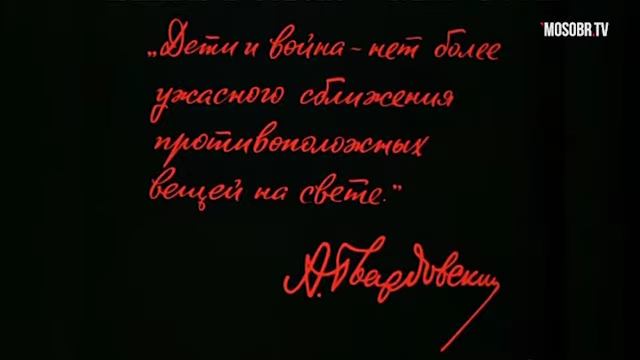 MOSOBR.TV
„Дети и война – нет более
ужасного сближения
противоположных
вещей на свете."
А. Твардовский